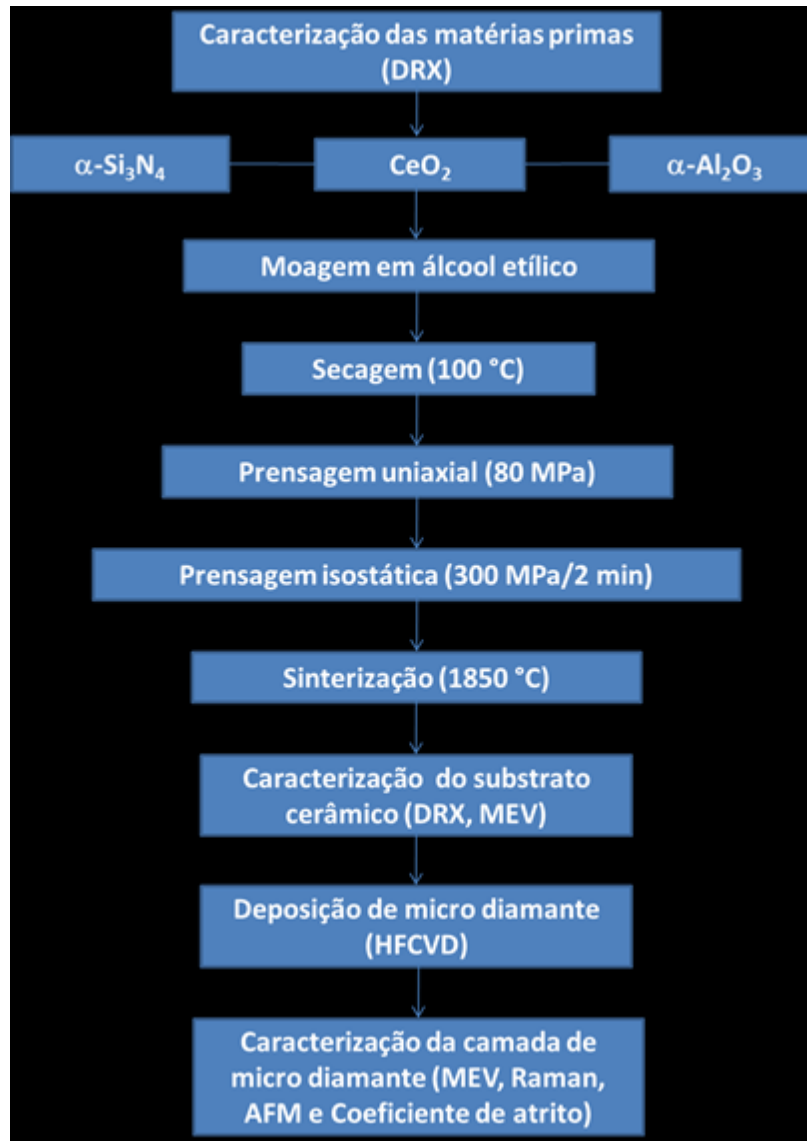 Caracterização das matérias primas
(DRX)
α-Si₃N₄
CeO₂
α-Al₂O₃
Moagem em álcool etílico
Secagem (100 °C)
Prensagem uniaxial (80 MPa)
Prensagem isostática (300 MPa/2 min)
Sinterização (1850 °C)
Caracterização do substrato
cerâmico (DRX, MEV)
Deposição de micro diamante
(HFCVD)
Caracterização da camada de
micro diamante (MEV, Raman,
AFM e Coeficiente de atrito)